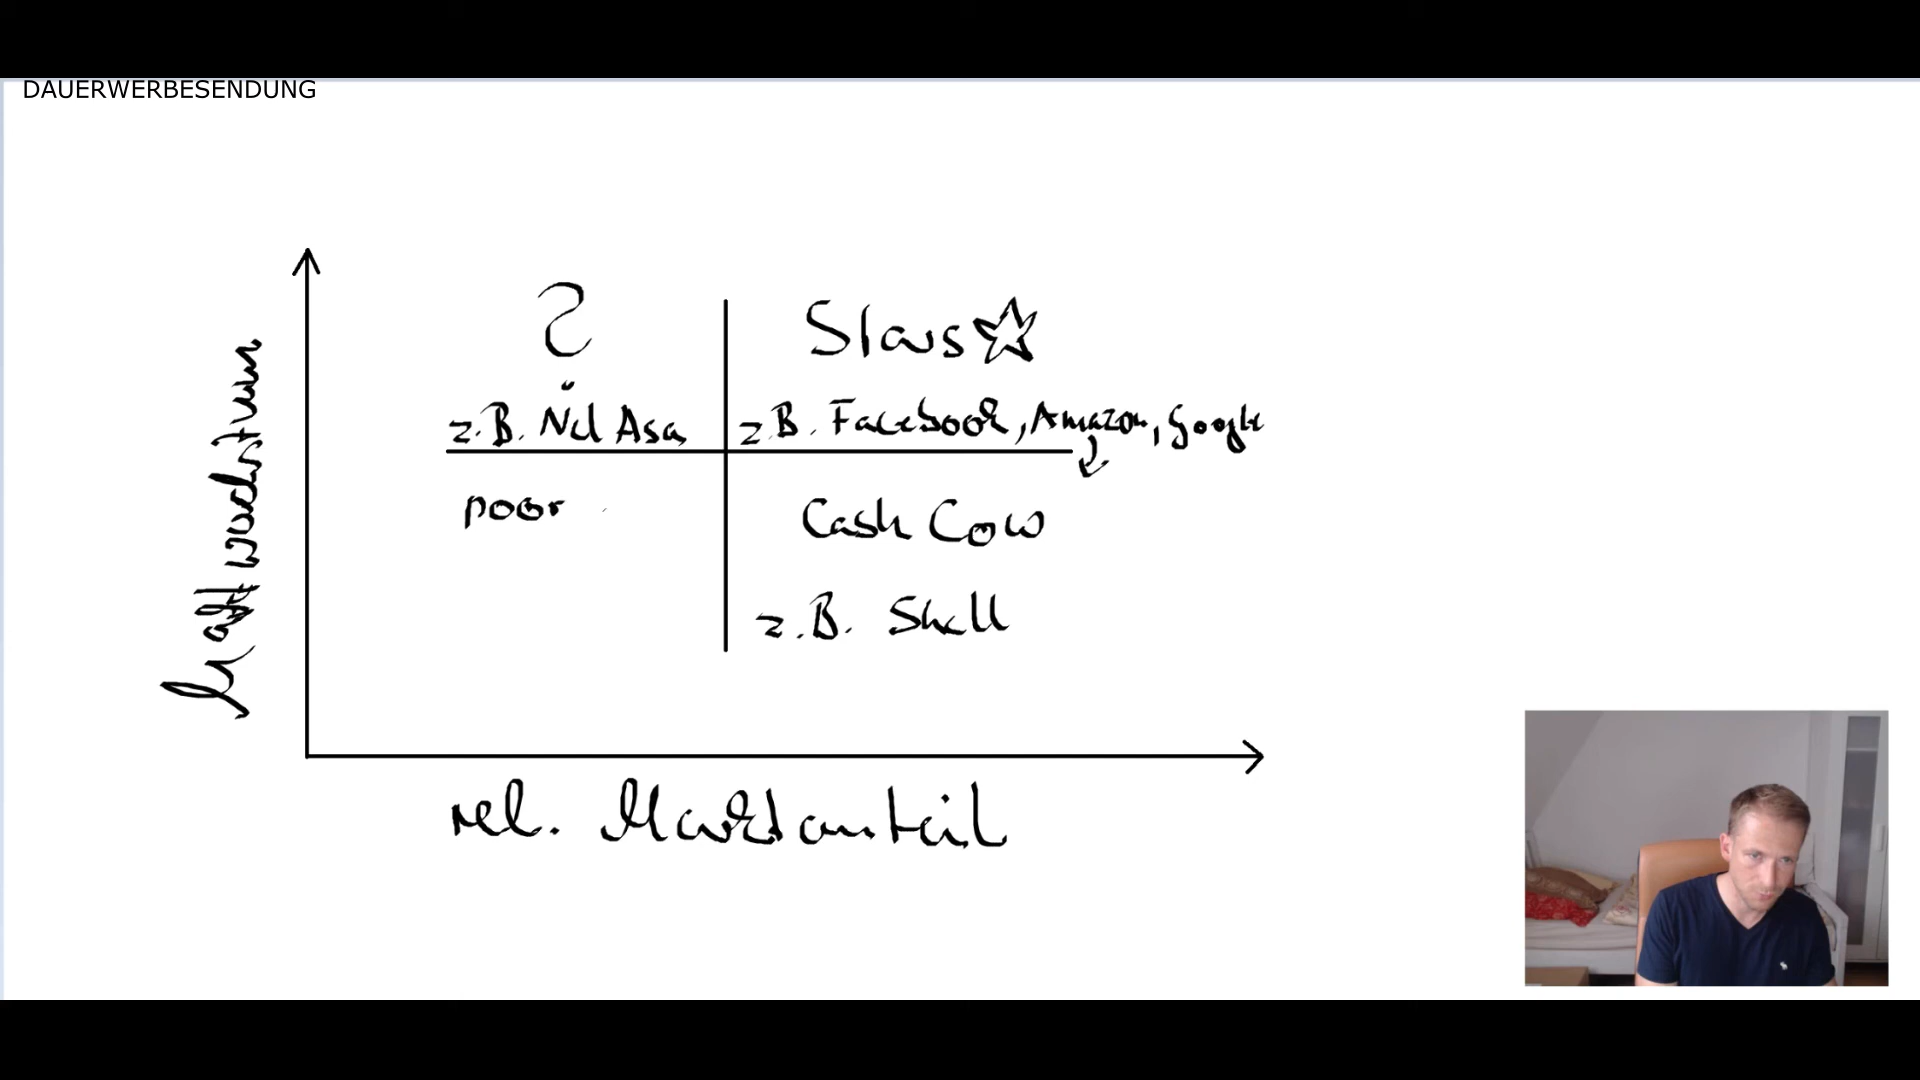 DAUERWERBESENDUNG
?
Stars
z.B. Nel Asa
z.B. Facebook, Amazon, Google
poor
Cash Cow
z.B. Shell
Marktwachstum
rel. Marktanteil